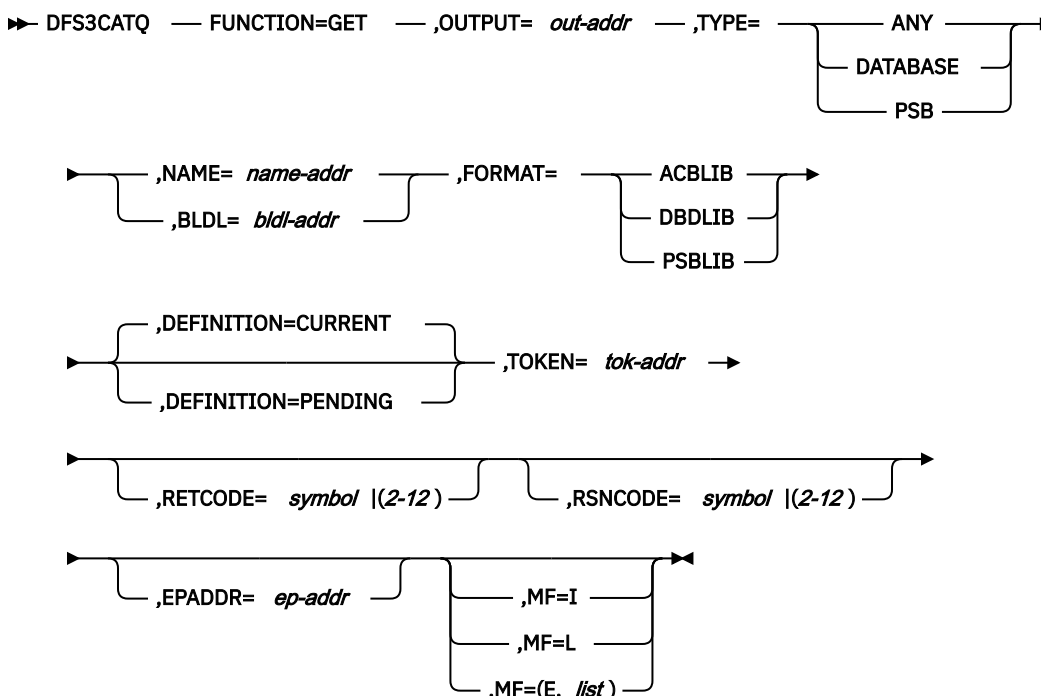 DFS3CATQ FUNCTION=GET ,OUTPUT= out-addr ,TYPE= ANY
DATABASE
PSB
,NAME= name-addr ,FORMAT= ACBLIB
,BLDL= bldl-addr DBDLIB
PSBLIB
,DEFINITION=CURRENT
,TOKEN= tok-addr
,DEFINITION=PENDING
,RETCODE= symbol |(2-12 ) ,RSNCODE= symbol |(2-12 )
,EPADDR= ep-addr ,MF=I
,MF=L
,MF=(E, list )